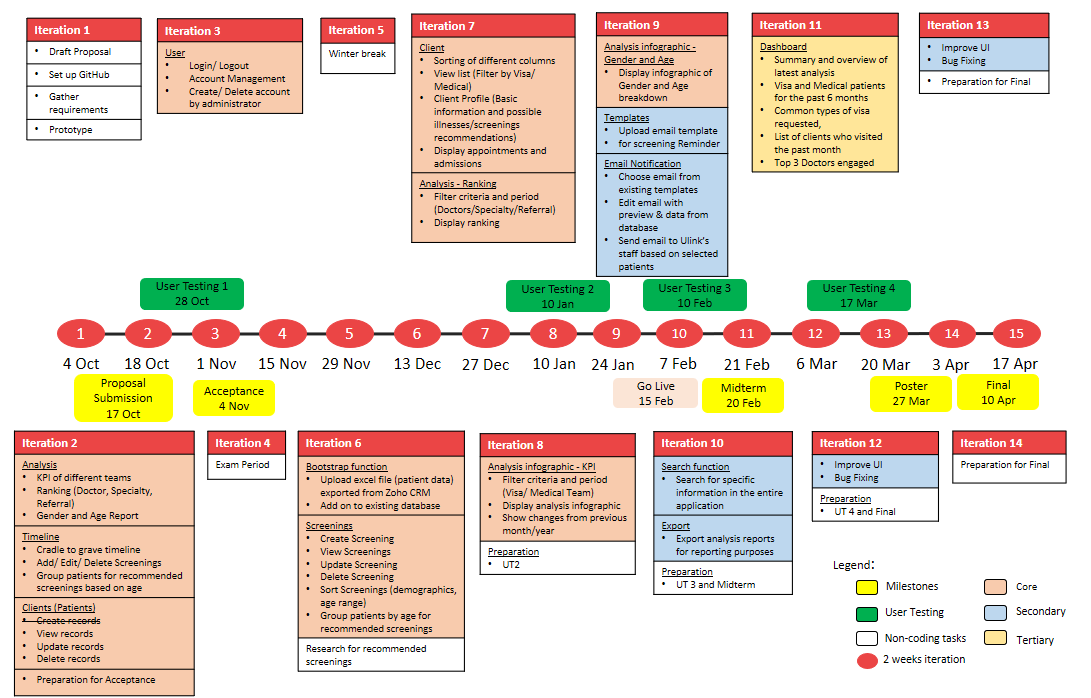 Iteration 1
Draft Proposal
Set up GitHub
Gather
requirements
Prototype
Iteration 3
User
Login/ Logout
Account Management
Create/ Delete account
by administrator
Iteration 5
Winter break
Iteration 7
Client
Sorting of different columns
View list (Filter by Visa/
Medical)
Client Profile (Basic
information and possible
illnesses/screenings
recommendations)
Display appointments and
admissions
Analysis - Ranking
Filter criteria and period
(Doctors/Specialty/Referral)
Display ranking
Iteration 9
Analysis infographic -
Gender and Age
Display infographic of
Gender and Age
breakdown
Templates
Upload email template
for screening Reminder
Email Notification
Choose email from
existing templates
Edit email with
preview & data from
database
Send email to Ulink's
staff based on selected
patients
Iteration 11
Dashboard
Summary and overview of
latest analysis
Visa and Medical patients
for the past 6 months
Common types of visa
requested,
List of clients who visited
the past month
Top 3 Doctors engaged
Iteration 13
Improve UI
Bug Fixing
Preparation for Final
User Testing 1
28 Oct
User Testing 2
10 Jan
User Testing 3
10 Feb
User Testing 4
17 Mar
1 2 3 4 5 6 7 8 9 10 11 12 13 14 15
4 Oct 18 Oct 1 Nov 15 Nov 29 Nov 13 Dec 27 Dec 10 Jan 24 Jan 7 Feb 21 Feb 6 Mar 20 Mar 3 Apr 17 Apr
Proposal
Submission
17 Oct
Acceptance
4 Nov
Go Live
15 Feb
Midterm
20 Feb
Poster
27 Mar
Final
10 Apr
Iteration 2
Analysis
KPI of different teams
Ranking (Doctor, Specialty,
Referral)
Gender and Age Report
Timeline
Cradle to grave timeline
Add/ Edit/ Delete Screenings
Group patients for recommended
screenings based on age
Clients (Patients)
Create records
View records
Update records
Delete records
Preparation for Acceptance
Iteration 4
Exam Period
Iteration 6
Bootstrap function
Upload excel file (patient data)
exported from Zoho CRM
Add on to existing database
Screenings
Create Screening
View Screenings
Update Screening
Delete Screening
Sort Screenings (demographics,
age range)
Group patients by age for
recommended screenings
Research for recommended
screenings
Iteration 8
Analysis infographic - KPI
Filter criteria and period
(Visa/ Medical Team)
Display analysis infographic
Show changes from previous
month/year
Preparation
UT2
Iteration 10
Search function
Search for specific
information in the entire
application
Export
Export analysis reports
for reporting purposes
Preparation
UT 3 and Midterm
Iteration 12
Improve UI
Bug Fixing
Preparation
UT 4 and Final
Iteration 14
Preparation for Final
Legend:
Milestones
User Testing
Non-coding tasks
2 weeks iteration
Core
Secondary
Tertiary